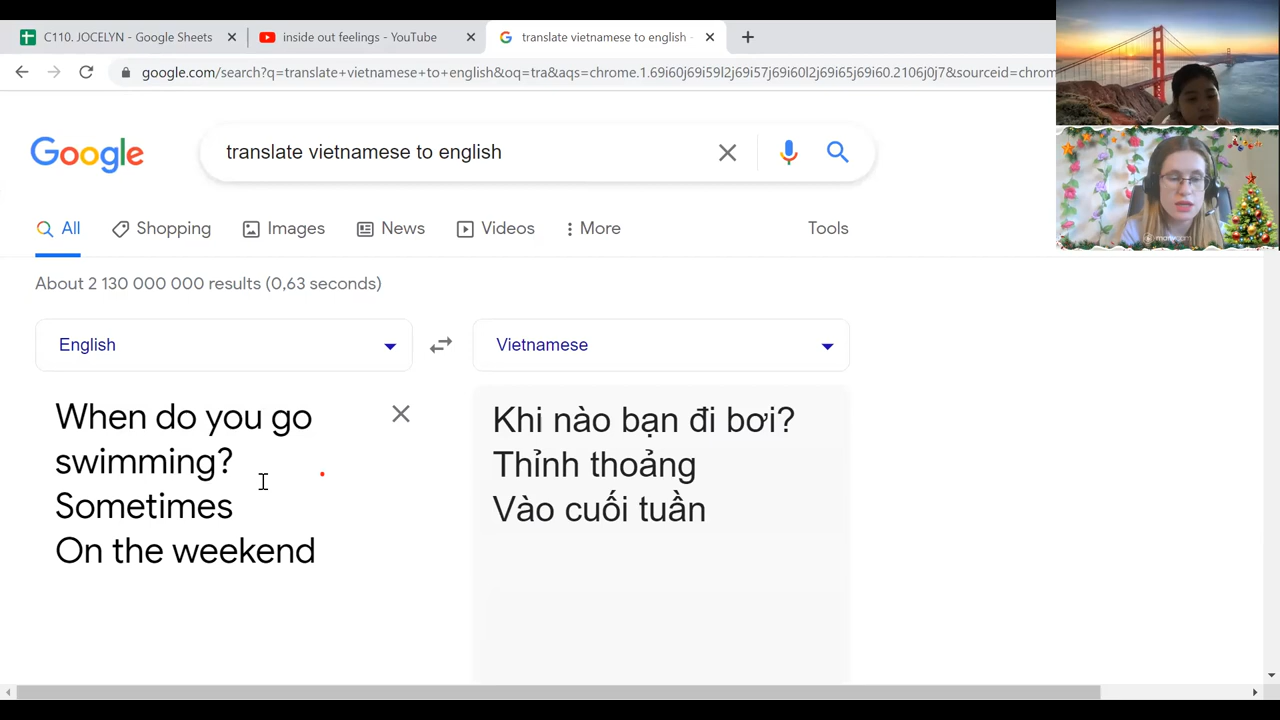 C110. JOCELYN - Google Sheets
inside out feelings - YouTube
translate vietnamese to english -
google.com/search?q=translate+vietnamese+to+english&oq=tra&aqs=chrome.1.69i60j69i59l2j69i57j69i60l2j69i65j69i60.2106j0j7&sourceid=chrom
Google
translate vietnamese to english
All
Shopping
Images
News
Videos
More
Tools
About 2 130 000 000 results (0,63 seconds)
English
Vietnamese
When do you go
swimming?
Sometimes
On the weekend
Khi nào bạn đi bơi?
Thỉnh thoảng
Vào cuối tuần